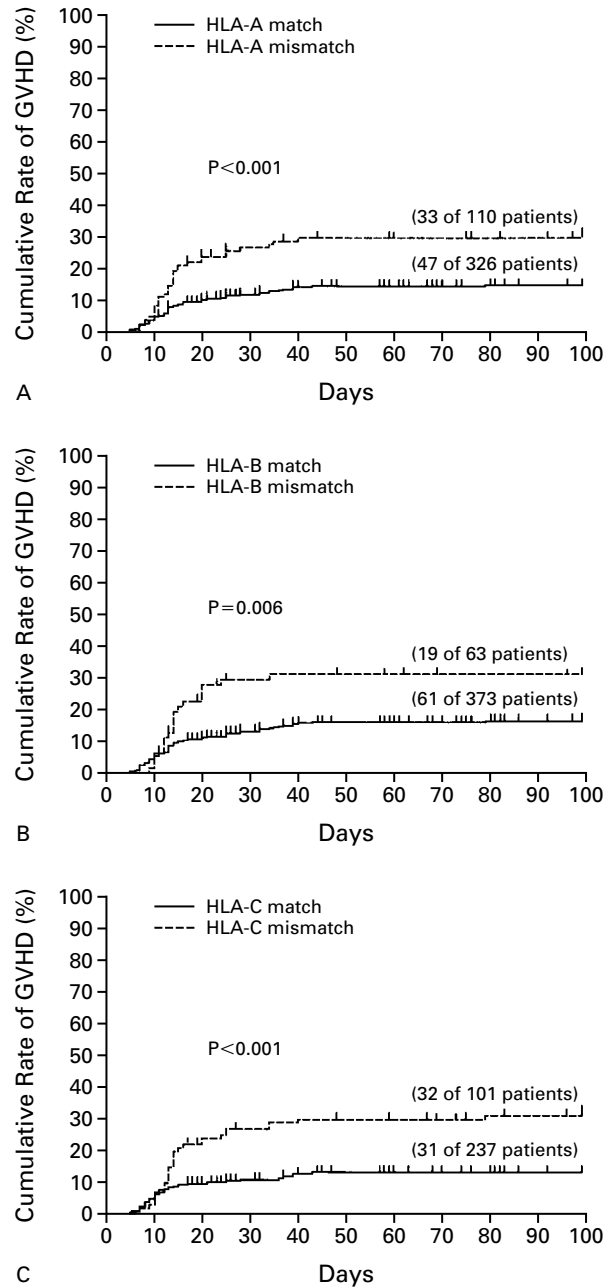 HLA-A match
HLA-A mismatch
Cumulative Rate of GVHD (%)
100
90
80
70
60
50
40
30
20
10
0
P<0.001
(33 of 110 patients)
(47 of 326 patients)
0 10 20 30 40 50 60 70 80 90 100
A
Days
HLA-B match
HLA-B mismatch
Cumulative Rate of GVHD (%)
100
90
80
70
60
50
40
30
20
10
0
P=0.006
(19 of 63 patients)
(61 of 373 patients)
0 10 20 30 40 50 60 70 80 90 100
B
Days
HLA-C match
HLA-C mismatch
Cumulative Rate of GVHD (%)
100
90
80
70
60
50
40
30
20
10
0
P<0.001
(32 of 101 patients)
(31 of 237 patients)
0 10 20 30 40 50 60 70 80 90 100
Days
C